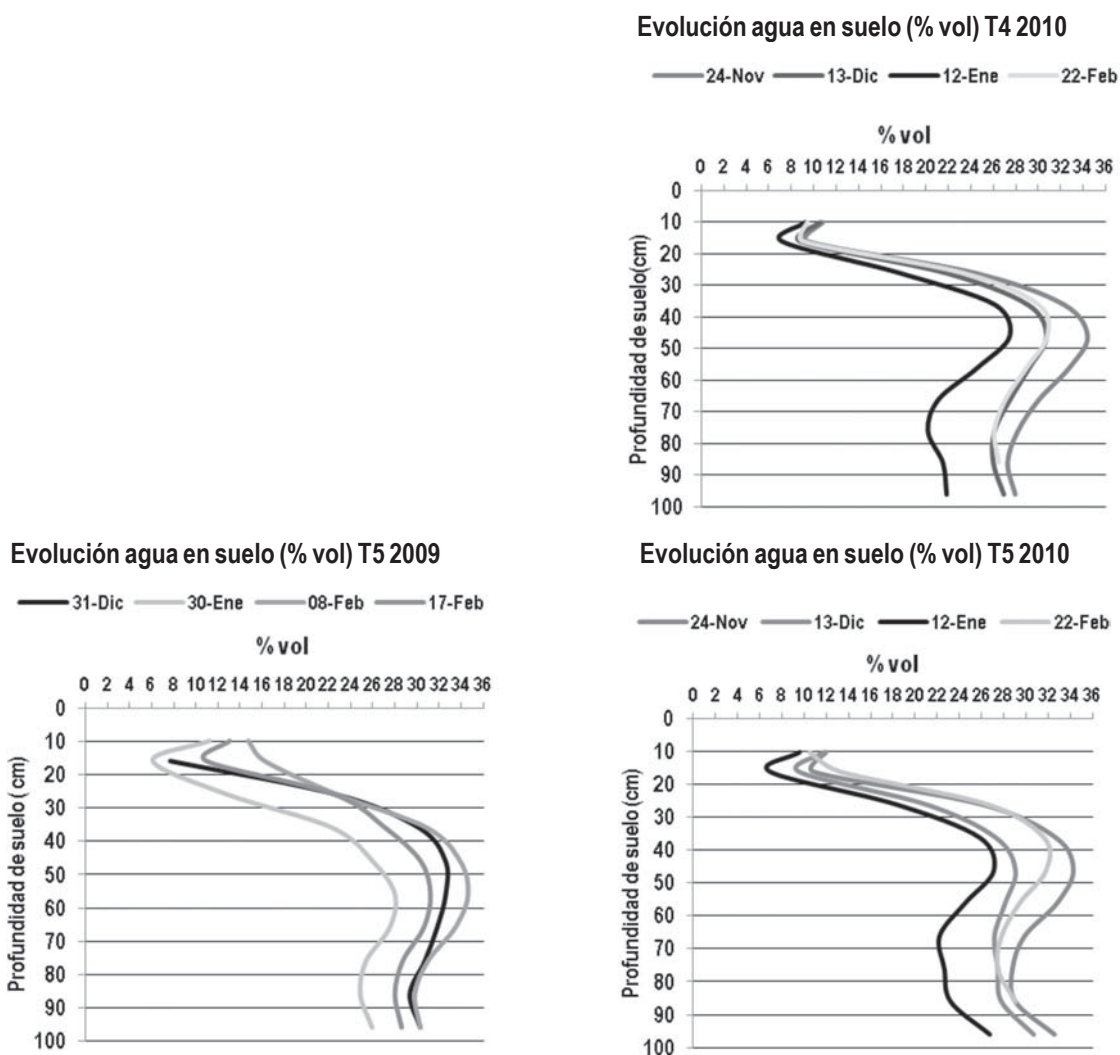 Evolución agua en suelo (% vol) T4 2010
24-Nov 13-Dic 12-Ene 22-Feb
% vol
0 2 4 6 8 10 12 14 16 18 20 22 24 26 28 30 32 34 36
Profundidad de suelo(cm)
0
10
20
30
40
50
60
70
80
90
100
Evolución agua en suelo (% vol) T5 2009
31-Dic 30-Ene 08-Feb 17-Feb
% vol
0 2 4 6 8 10 12 14 16 18 20 22 24 26 28 30 32 34 36
Profundidad de suelo ( cm)
0
10
20
30
40
50
60
70
80
90
100
Evolución agua en suelo (% vol) T5 2010
24-Nov 13-Dic 12-Ene 22-Feb
% vol
0 2 4 6 8 10 12 14 16 18 20 22 24 26 28 30 32 34 36
Profundidad de suelo (cm)
0
10
20
30
40
50
60
70
80
90
100